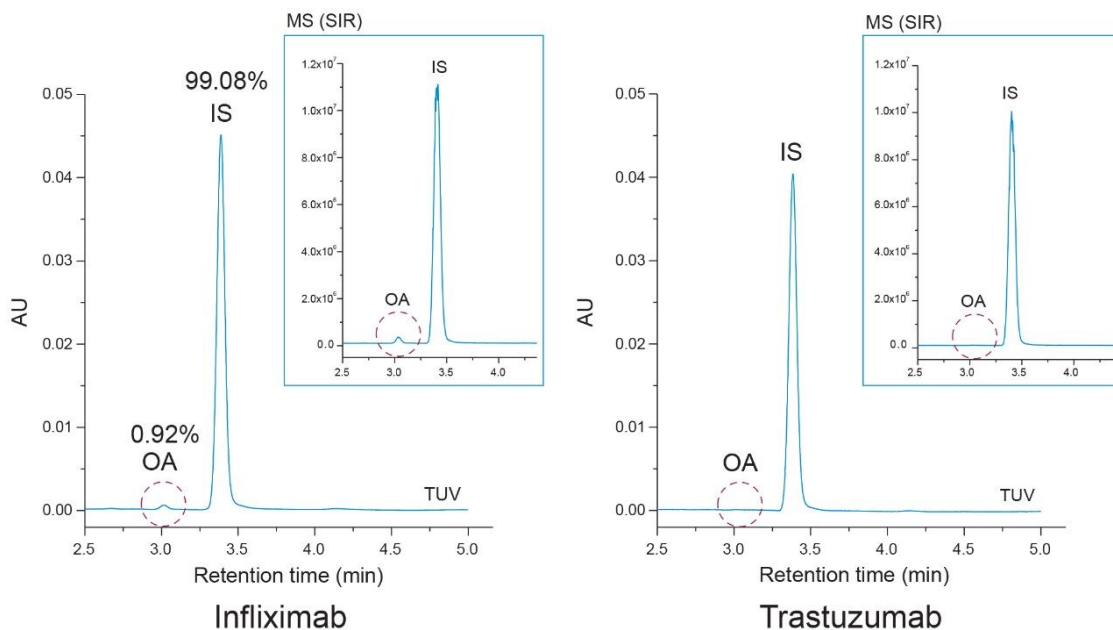 MS (SIR)
1.2x10⁷
1.0x10⁷
8.0x10⁶
6.0x10⁶
4.0x10⁶
2.0x10⁶
0.0
IS
OA
2.5
3.0
3.5
4.0
99.08%
IS
0.05
0.04
0.03
0.02
0.01
0.00
AU
0.92%
OA
TUV
2.5
3.0
3.5
4.0
4.5
5.0
Retention time (min)
Infliximab
MS (SIR)
1.2x10⁷
1.0x10⁷
8.0x10⁶
6.0x10⁶
4.0x10⁶
2.0x10⁶
0.0
IS
OA
2.5
3.0
3.5
4.0
IS
0.05
0.04
0.03
0.02
0.01
0.00
AU
OA
TUV
2.5
3.0
3.5
4.0
4.5
5.0
Retention time (min)
Trastuzumab